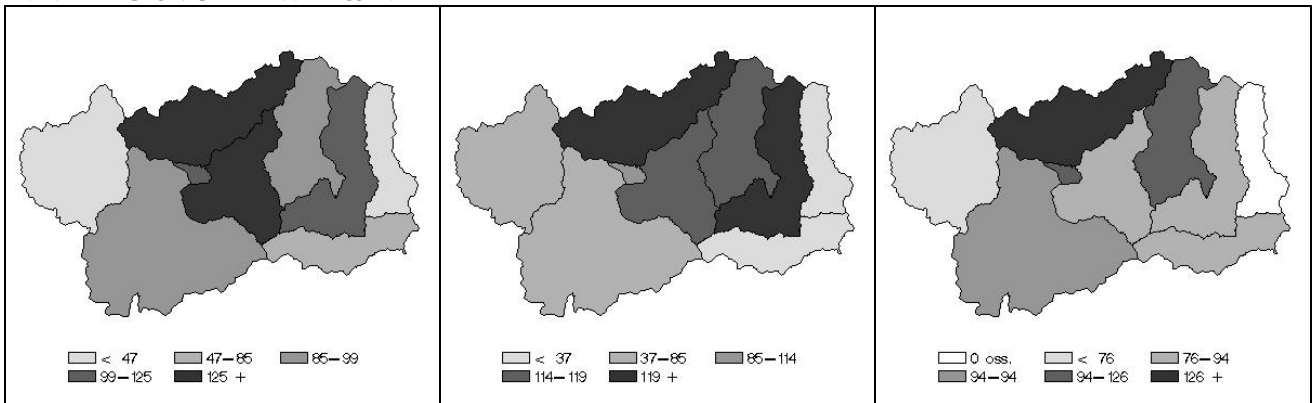 < 47 47–85 85–99
99–125 125 +
< 37 37–85 85–114
114–119 119 +
0 oss. < 76 76–94
94–94 94–126 126 +